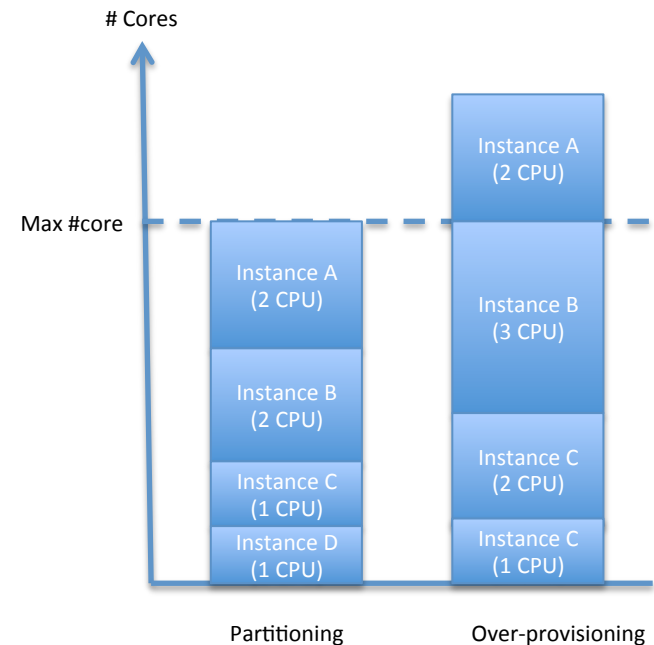 # Cores
Max #core
Instance A
(2 CPU)
Instance B
(2 CPU)
Instance C
(1 CPU)
Instance D
(1 CPU)
Instance A
(2 CPU)
Instance B
(3 CPU)
Instance C
(2 CPU)
Instance C
(1 CPU)
Partitioning
Over-provisioning